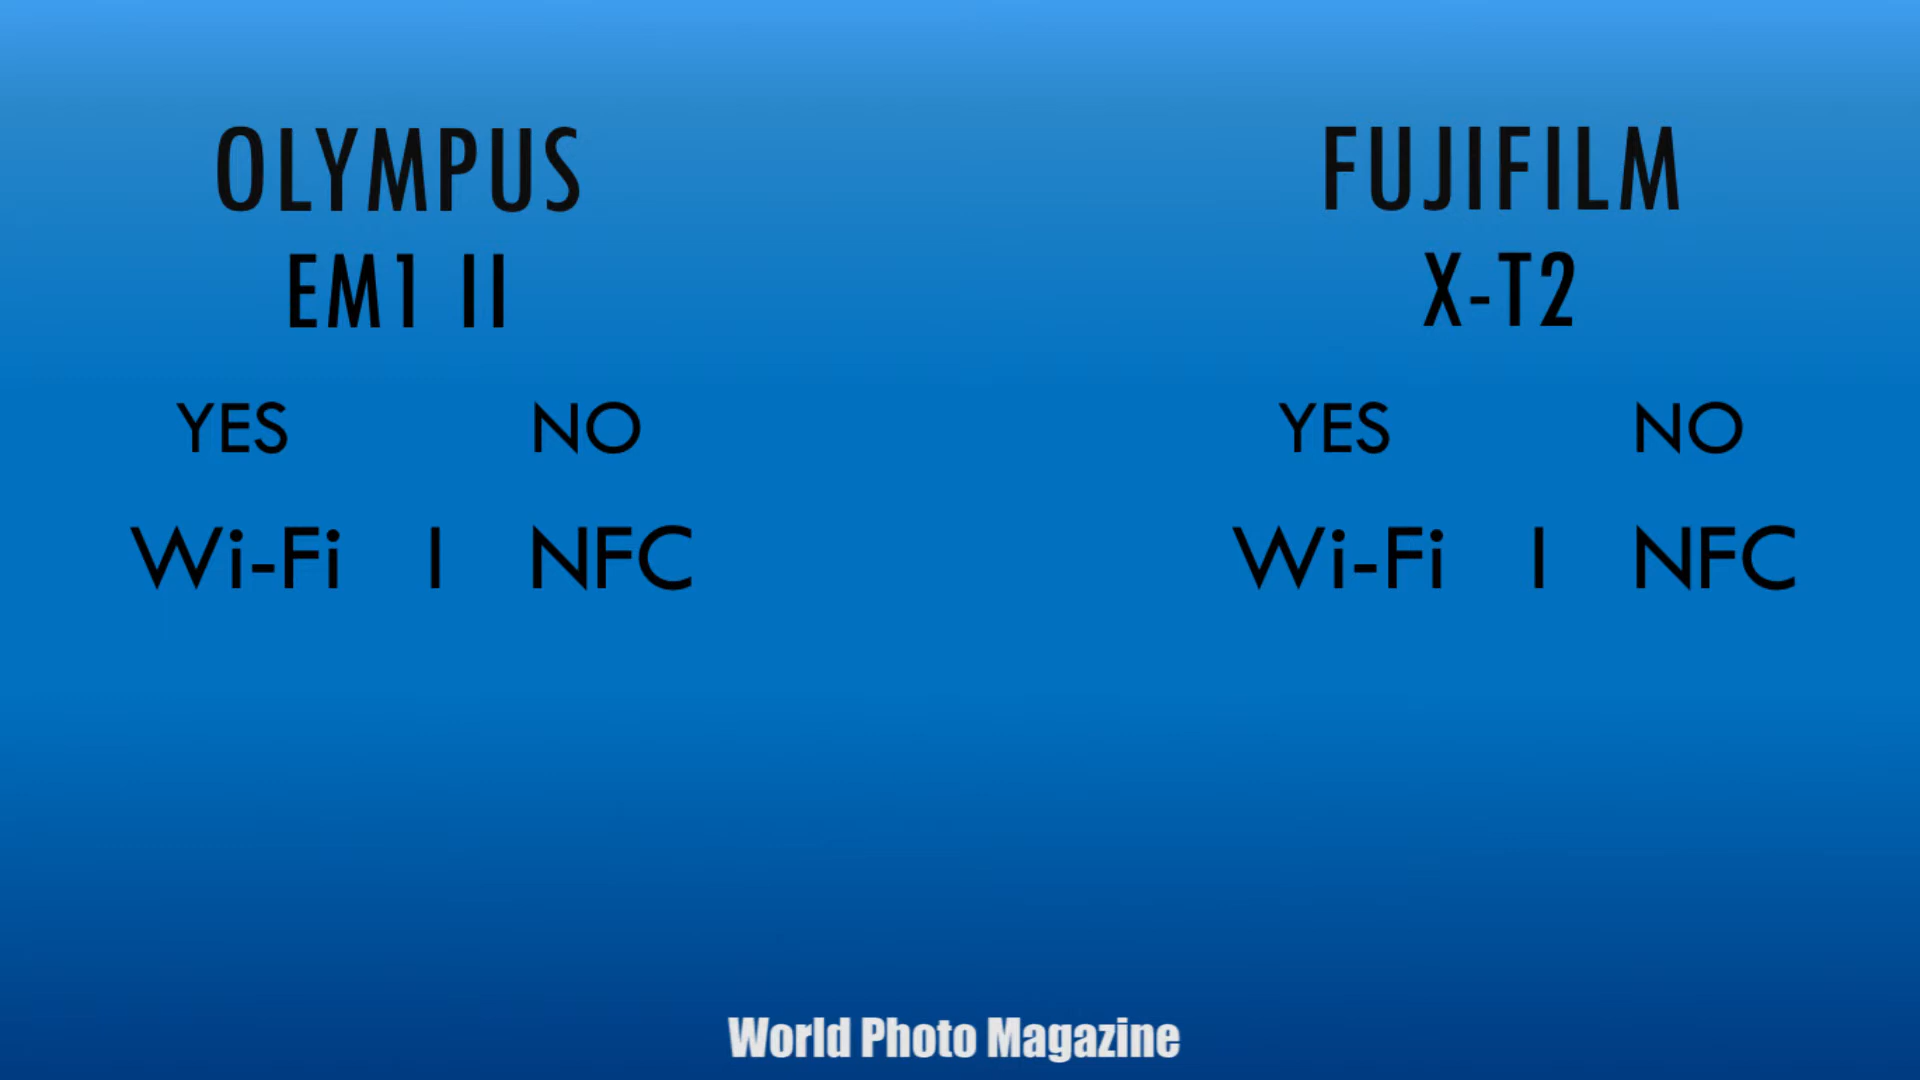 OLYMPUS
EM1 II
YES NO
Wi-Fi I NFC
FUJIFILM
X-T2
YES NO
Wi-Fi I NFC
World Photo Magazine